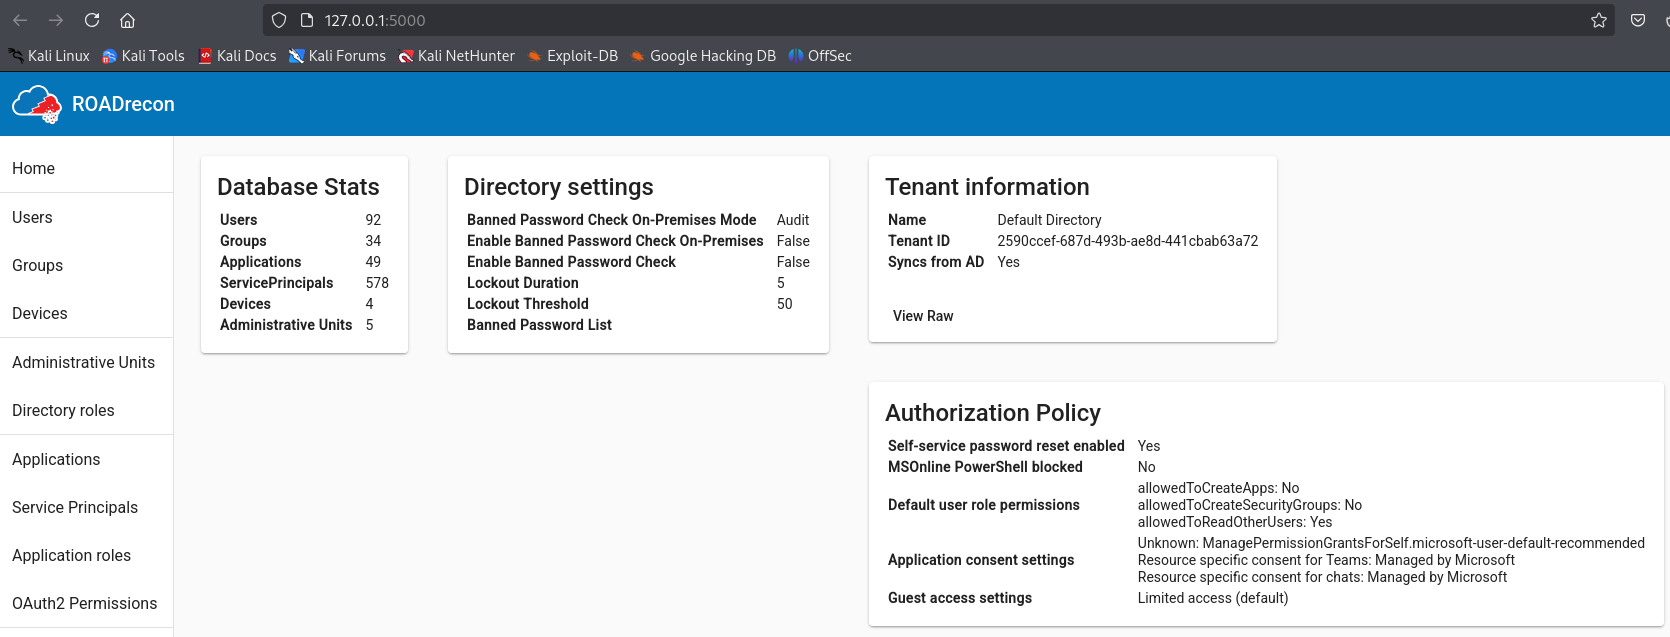 127.0.0.1:5000
Kali Linux Kali Tools Kali Docs Kali Forums Kali NetHunter Exploit-DB Google Hacking DB OffSec
ROADrecon
Home
Users
Groups
Devices
Administrative Units
Directory roles
Applications
Service Principals
Application roles
OAuth2 Permissions
Database Stats
Users 92
Groups 34
Applications 49
ServicePrincipals 578
Devices 4
Administrative Units 5
Directory settings
Banned Password Check On-Premises Mode Audit
Enable Banned Password Check On-Premises False
Enable Banned Password Check False
Lockout Duration 5
Lockout Threshold 50
Banned Password List
Tenant information
Name Default Directory
Tenant ID 2590ccef-687d-493b-ae8d-441cbab63a72
Syncs from AD Yes
View Raw
Authorization Policy
Self-service password reset enabled Yes
MSOnline PowerShell blocked No
Default user role permissions
allowedToCreateApps: No
allowedToCreateSecurityGroups: No
allowedToReadOtherUsers: Yes
Application consent settings
Unknown: ManagePermissionGrantsForSelf.microsoft-user-default-recommended
Resource specific consent for Teams: Managed by Microsoft
Resource specific consent for chats: Managed by Microsoft
Guest access settings Limited access (default)